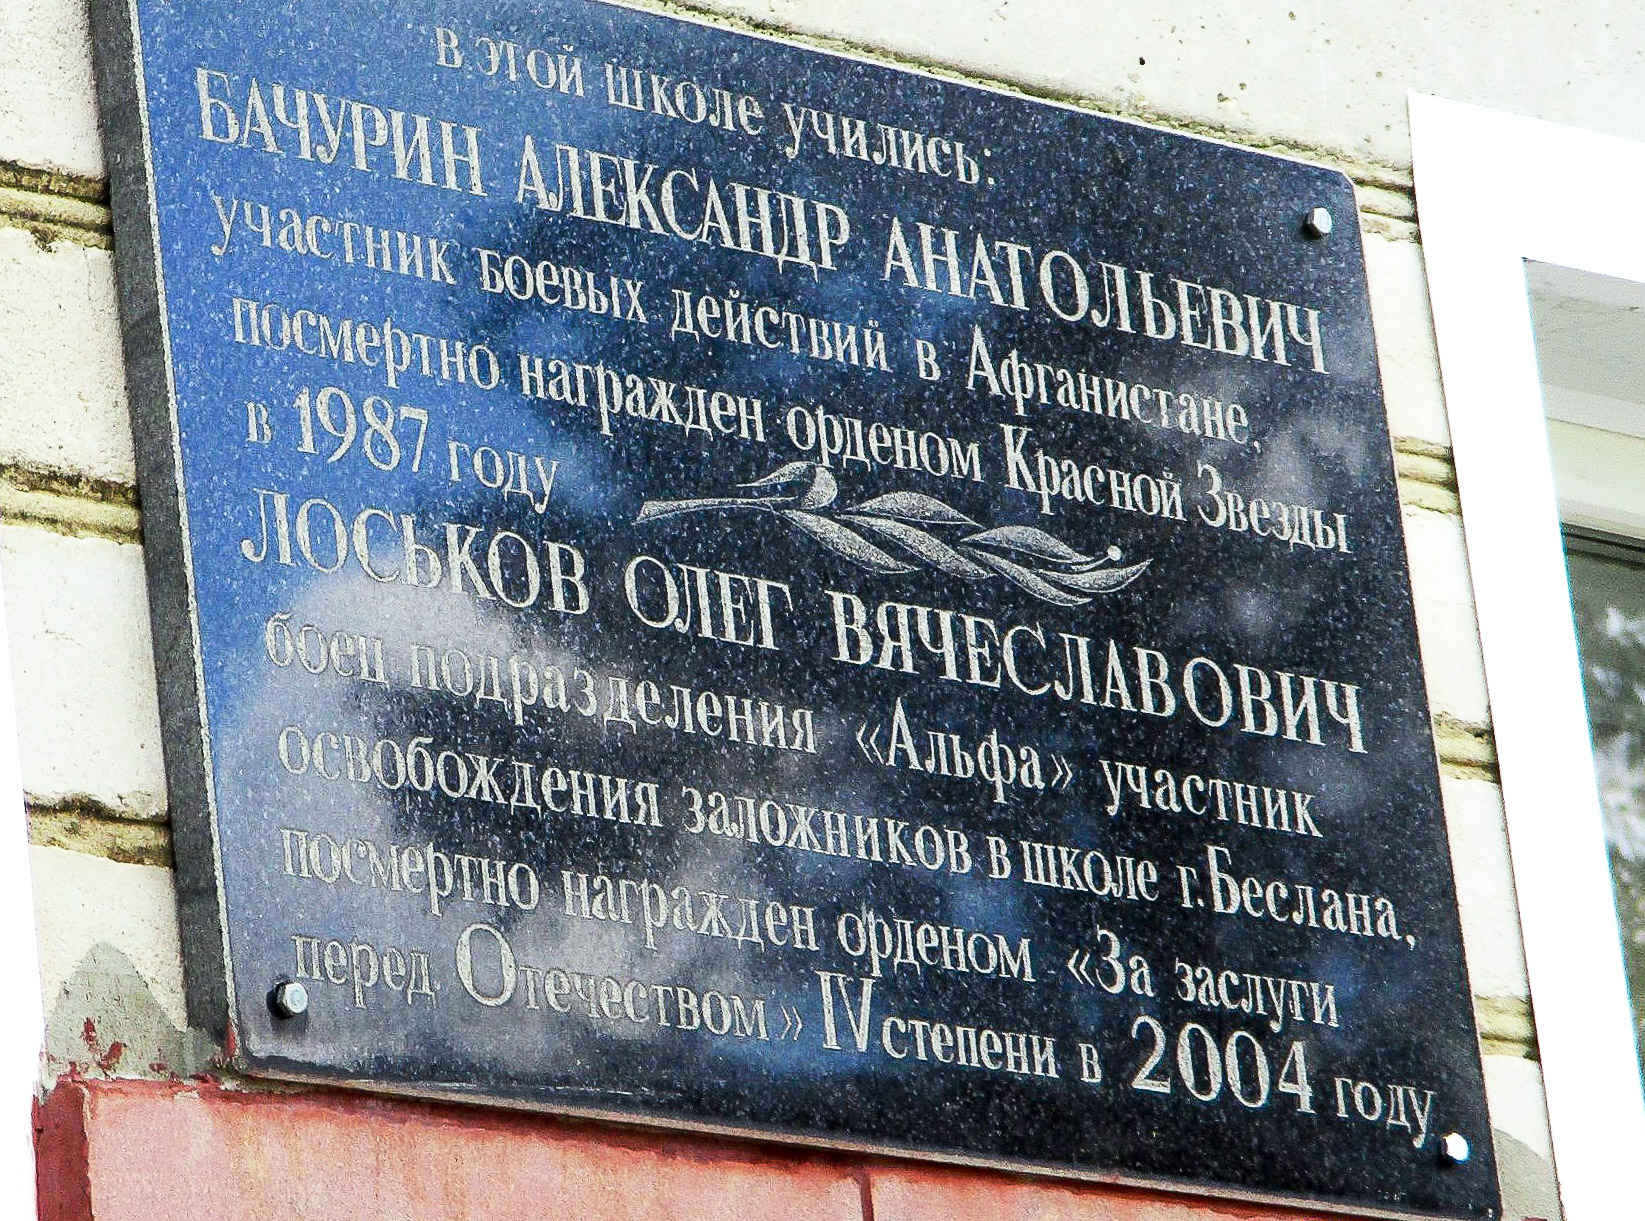 в этой школе учились:
БАЧУРИН АЛЕКСАНДР АНАТОЛЬЕВИЧ
участник боевых действий в Афганистане,
посмертно награжден орденом Красной Звезды
в 1987 году
ЛОСЬКОВ ОЛЕГ ВЯЧЕСЛАВОВИЧ
боец подразделения «Альфа» участник
освобождения заложников в школе г.Беслана,
посмертно награжден орденом «За заслуги
перед Отечеством» IV степени в 2004 году